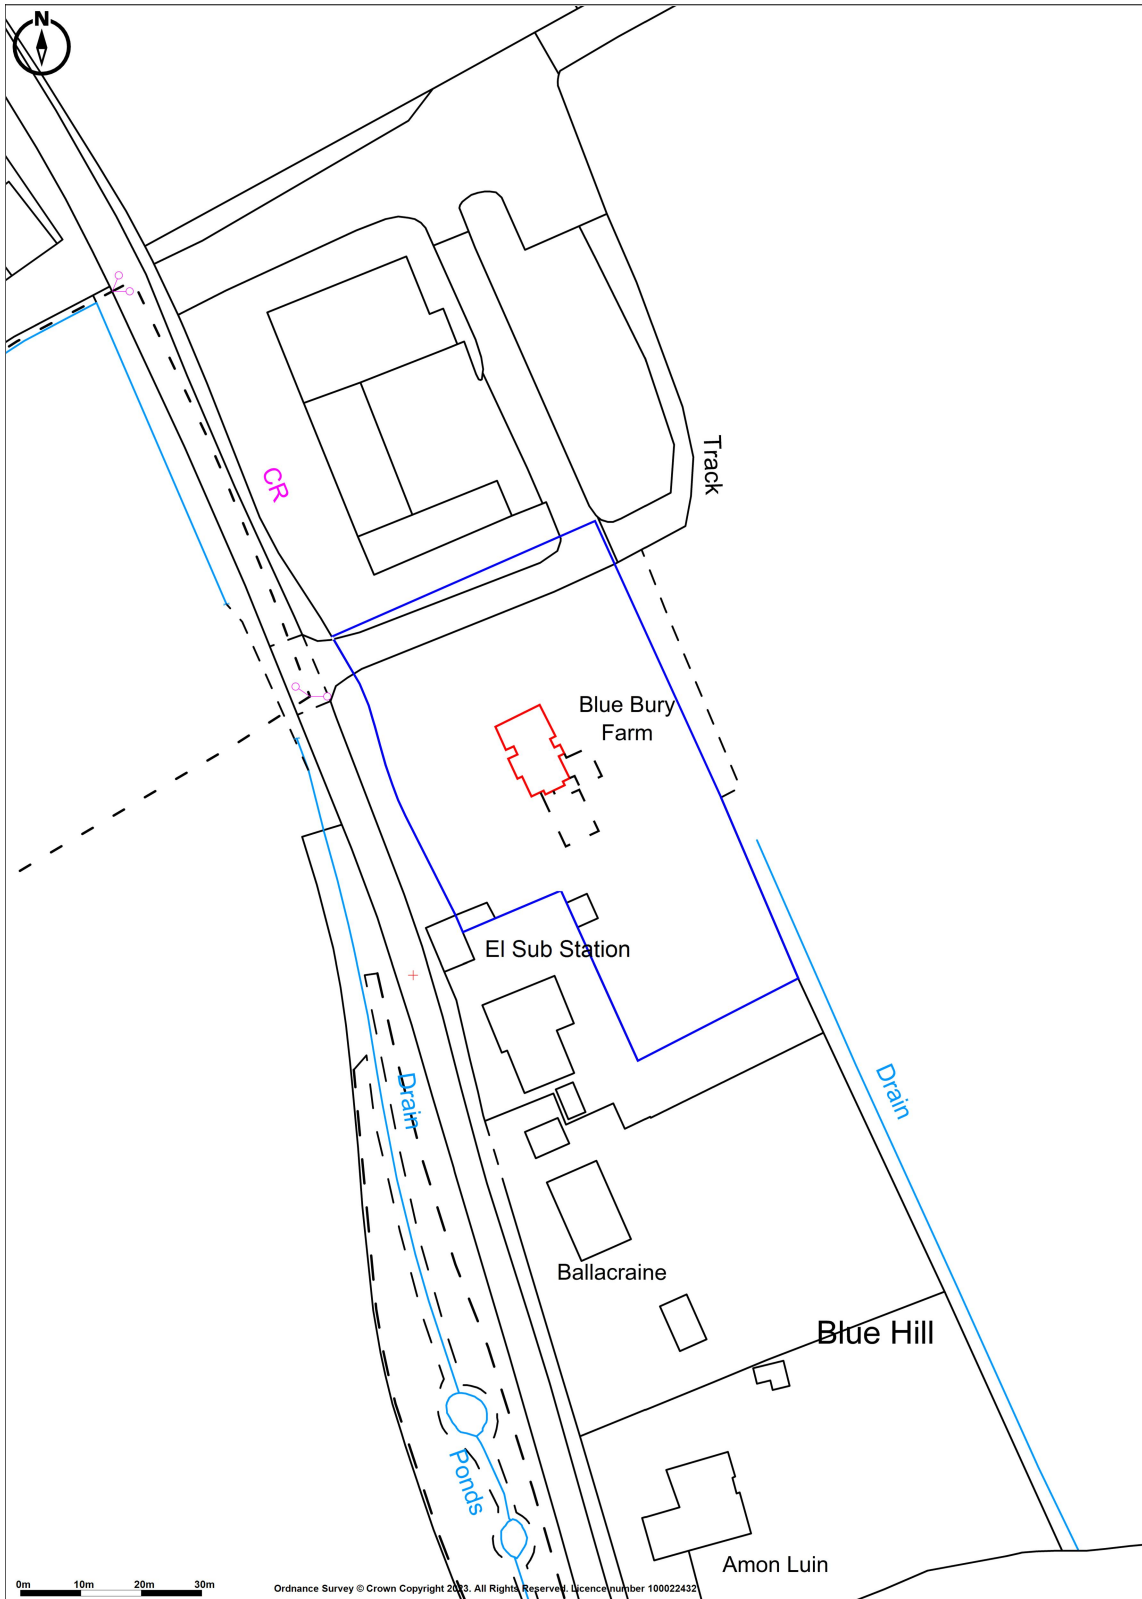 N
CR
Track
Blue Bury
Farm
El Sub Station
Drain
Drain
Ballacraine
Blue Hill
Ponds
Amon Luin
0m 10m 20m 30m
Ordnance Survey © Crown Copyright 2023. All Rights Reserved. Licence number 100022432